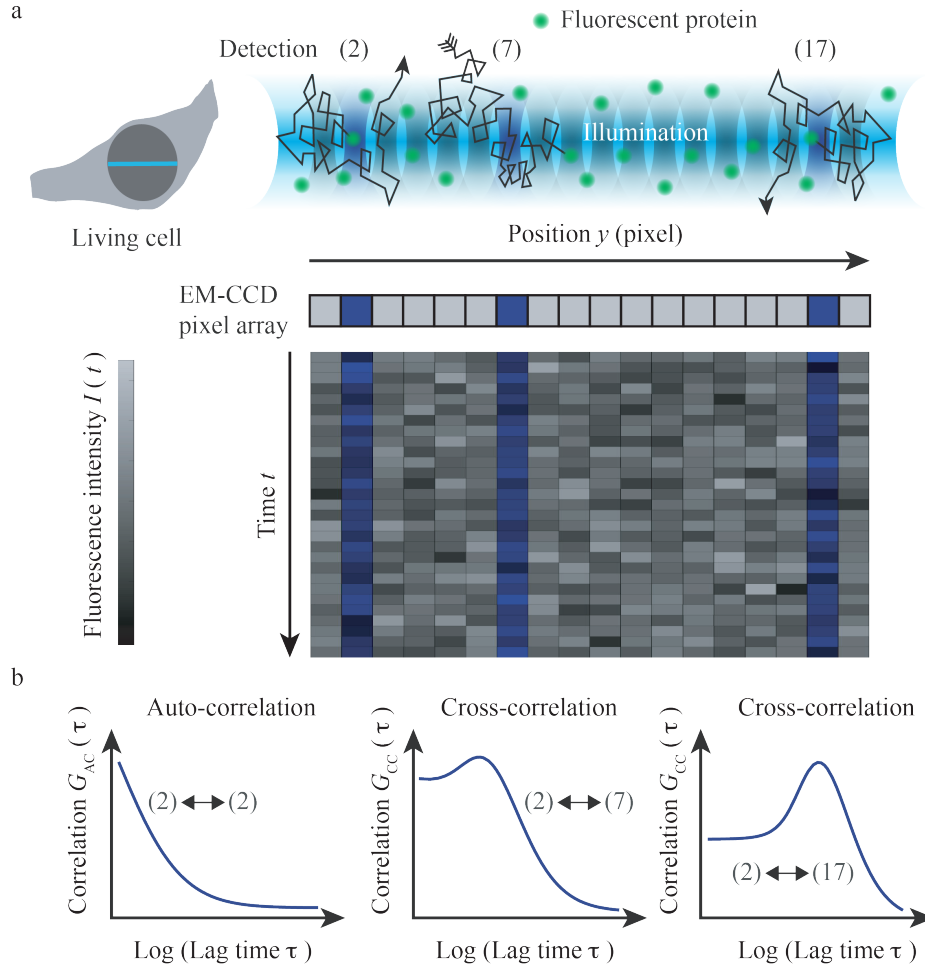 a
Fluorescent protein
Detection (2) (7) (17)
Illumination
Living cell
Position y (pixel)
EM-CCD
pixel array
Fluorescence intensity I ( t )
Time t
b
Auto-correlation
Correlation G_AC ( τ )
(2) (2)
Log (Lag time τ )
Cross-correlation
Correlation G_CC ( τ )
(2) (7)
Log (Lag time τ )
Cross-correlation
Correlation G_CC ( τ )
(2) (17)
Log (Lag time τ )